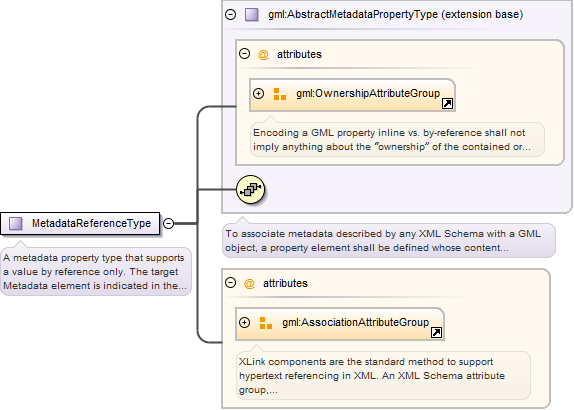 gml:AbstractMetadataPropertyType (extension base)
@ attributes
gml:OwnershipAttributeGroup
Encoding a GML property inline vs. by-reference shall not
imply anything about the “ownership” of the contained or...
MetadataReferenceType
A metadata property type that supports
a value by reference only. The target
Metadata element is indicated in the...
To associate metadata described by any XML Schema with a GML
object, a property element shall be defined whose content...
@ attributes
gml:AssociationAttributeGroup
XLink components are the standard method to support
hypertext referencing in XML. An XML Schema attribute
group,...